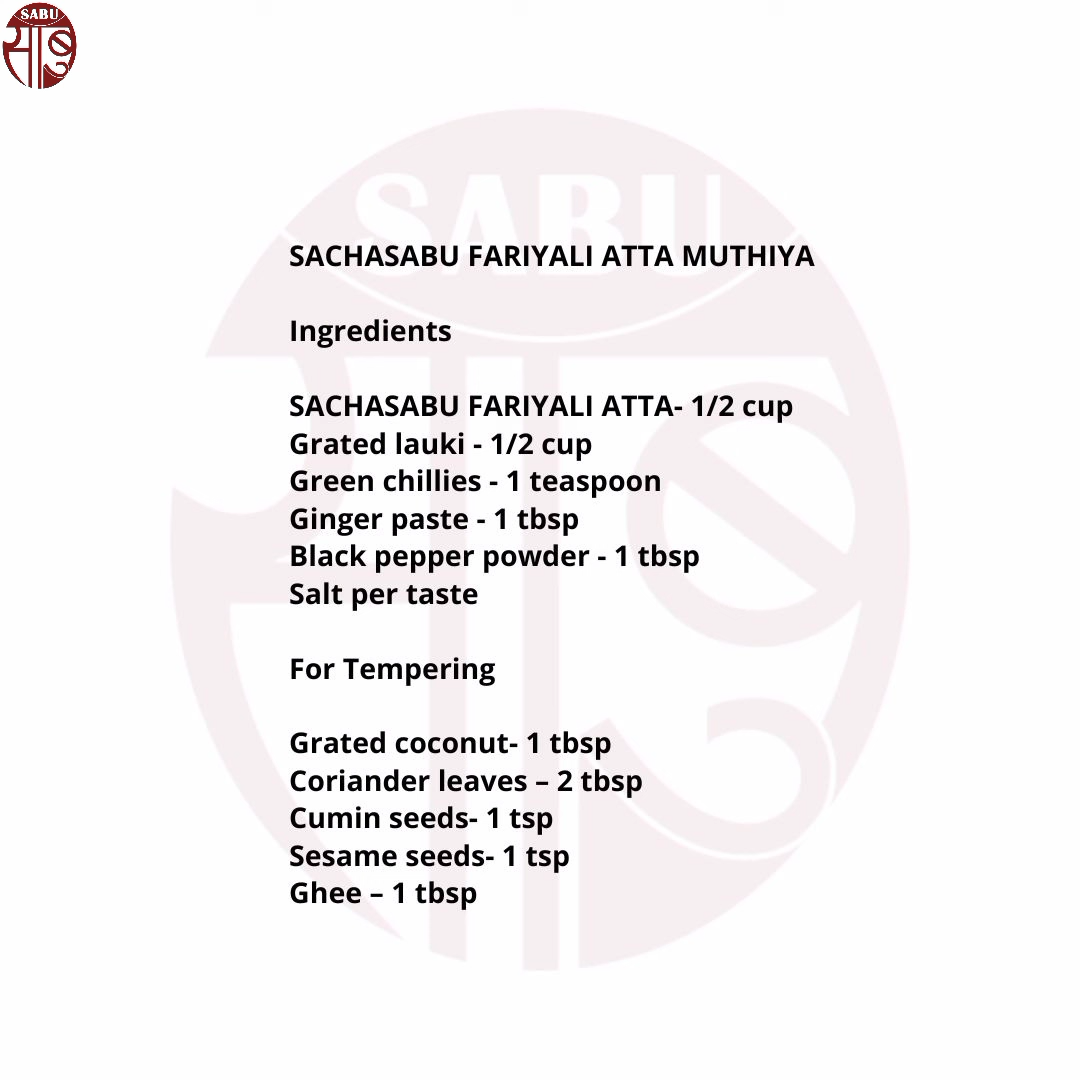 SABU
साबु
SABU
SACHASABU FARIYALI ATTA MUTHIYA
Ingredients
SACHASABU FARIYALI ATTA- 1/2 cup
Grated lauki - 1/2 cup
Green chillies - 1 teaspoon
Ginger paste - 1 tbsp
Black pepper powder - 1 tbsp
Salt per taste
For Tempering
Grated coconut- 1 tbsp
Coriander leaves – 2 tbsp
Cumin seeds- 1 tsp
Sesame seeds- 1 tsp
Ghee – 1 tbsp
साबु